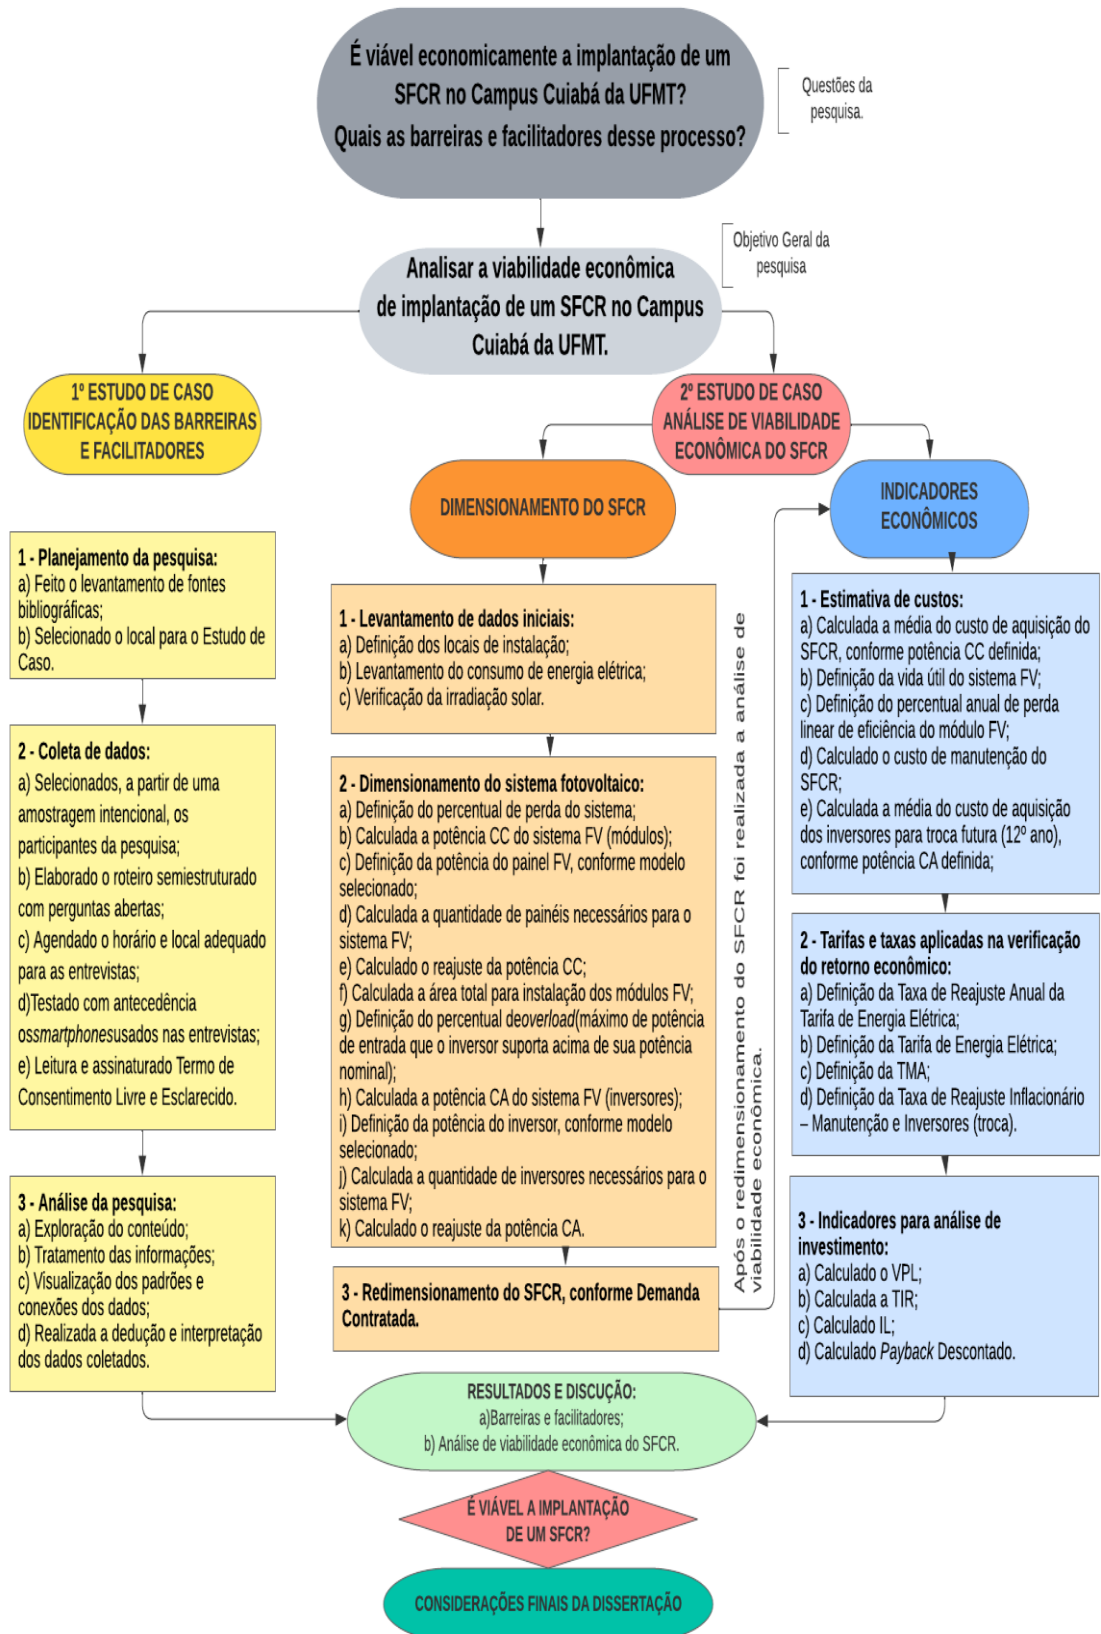 É viável economicamente a implantação de um
SFCR no Campus Cuiabá da UFMT?
Quais as barreiras e facilitadores desse processo?
Questões da
pesquisa.
Objetivo Geral da
pesquisa
Analisar a viabilidade econômica
de implantação de um SFCR no Campus
Cuiabá da UFMT.
1º ESTUDO DE CASO
IDENTIFICAÇÃO DAS BARREIRAS
E FACILITADORES
2º ESTUDO DE CASO
ANÁLISE DE VIABILIDADE
ECONÔMICA DO SFCR
DIMENSIONAMENTO DO SFCR
INDICADORES
ECONÔMICOS
1 - Planejamento da pesquisa:
a) Feito o levantamento de fontes
bibliográficas;
b) Selecionado o local para o Estudo de
Caso.
2 - Coleta de dados:
a) Selecionados, a partir de uma
amostragem intencional, os
participantes da pesquisa;
b) Elaborado o roteiro semiestruturado
com perguntas abertas;
c) Agendado o horário e local adequado
para as entrevistas;
d)Testado com antecedência
ossmartphonesusados nas entrevistas;
e) Leitura e assinaturado Termo de
Consentimento Livre e Esclarecido.
3 - Análise da pesquisa:
a) Exploração do conteúdo;
b) Tratamento das informações;
c) Visualização dos padrões e
conexões dos dados;
d) Realizada a dedução e interpretação
dos dados coletados.
1 - Levantamento de dados iniciais:
a) Definição dos locais de instalação;
b) Levantamento do consumo de energia elétrica;
c) Verificação da irradiação solar.
2 - Dimensionamento do sistema fotovoltaico:
a) Definição do percentual de perda do sistema;
b) Calculada a potência CC do sistema FV (módulos);
c) Definição da potência do painel FV, conforme modelo
selecionado;
d) Calculada a quantidade de painéis necessários para o
sistema FV;
e) Calculado o reajuste da potência CC;
f) Calculada a área total para instalação dos módulos FV;
g) Definição do percentual deoverload(máximo de potência
de entrada que o inversor suporta acima de sua potência
nominal);
h) Calculada a potência CA do sistema FV (inversores);
i) Definição da potência do inversor, conforme modelo
selecionado;
j) Calculada a quantidade de inversores necessários para o
sistema FV;
k) Calculado o reajuste da potência CA.
3 - Redimensionamento do SFCR, conforme Demanda
Contratada.
Após o redimensionamento do SFCR foi realizada a análise de
viabilidade econômica.
1 - Estimativa de custos:
a) Calculada a média do custo de aquisição do
SFCR, conforme potência CC definida;
b) Definição da vida útil do sistema FV;
c) Definição do percentual anual de perda
linear de eficiência do módulo FV;
d) Calculado o custo de manutenção do
SFCR;
e) Calculada a média do custo de aquisição
dos inversores para troca futura (12º ano),
conforme potência CA definida;
2 - Tarifas e taxas aplicadas na verificação
do retorno econômico:
a) Definição da Taxa de Reajuste Anual da
Tarifa de Energia Elétrica;
b) Definição da Tarifa de Energia Elétrica;
c) Definição da TMA;
d) Definição da Taxa de Reajuste Inflacionário
– Manutenção e Inversores (troca).
3 - Indicadores para análise de
investimento:
a) Calculado o VPL;
b) Calculada a TIR;
c) Calculado IL;
d) Calculado Payback Descontado.
RESULTADOS E DISCUÇÃO:
a)Barreiras e facilitadores;
b) Análise de viabilidade econômica do SFCR.
É VIÁVEL A IMPLANTAÇÃO
DE UM SFCR?
CONSIDERAÇÕES FINAIS DA DISSERTAÇÃO